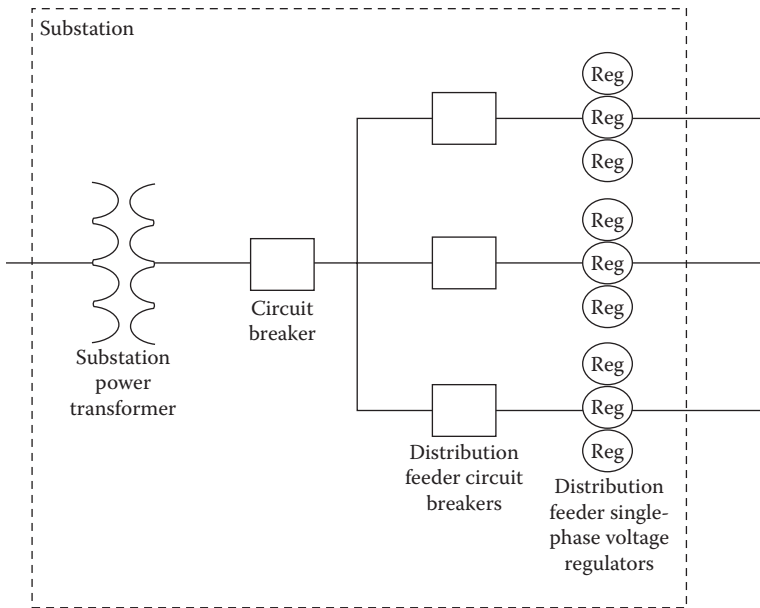 Substation
Reg
Reg
Reg
Reg
Reg
Reg
Circuit
breaker
Reg
Substation
power
transformer
Reg
Reg
Reg
Distribution
feeder circuit
breakers
Distribution
feeder single-
phase voltage
regulators